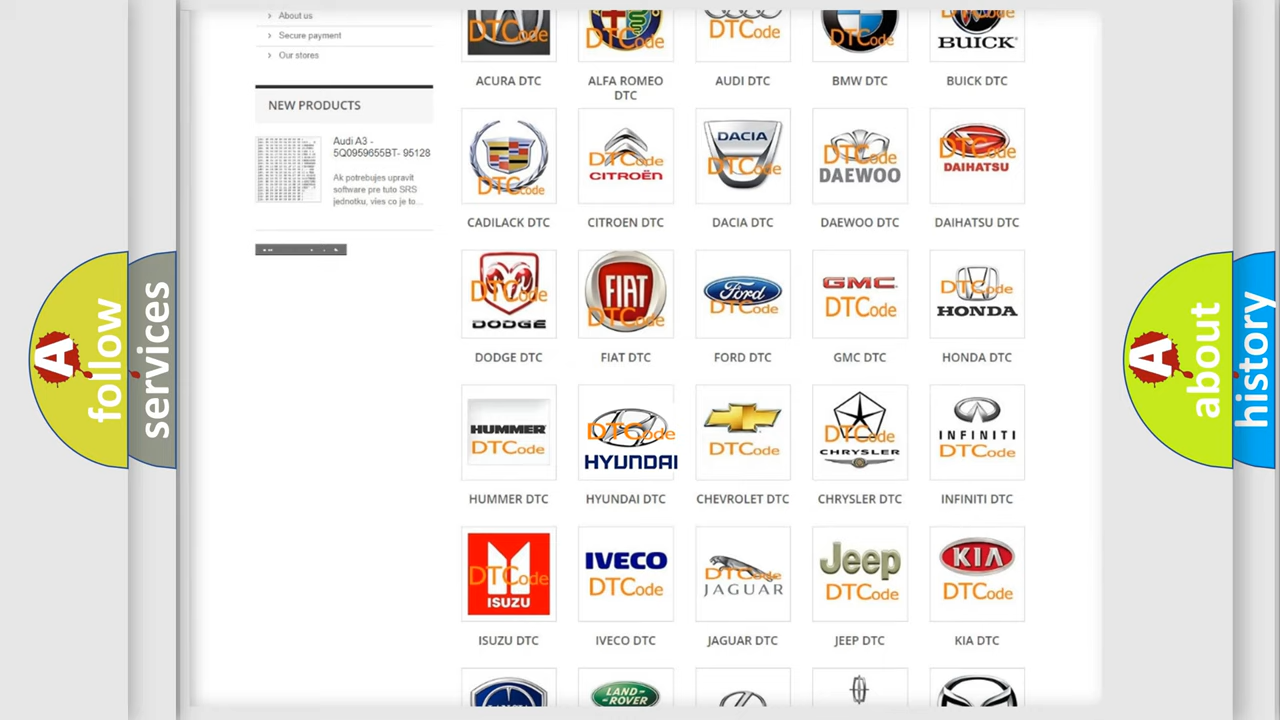 About us
Secure payment
Our stores
NEW PRODUCTS
Audi A3 -
5Q0959655BT- 95128
Ak potrebujes upravit
software pre tuto SRS
jednotku, vies co je to...
DTCode DTCode DTCode DTCode BUICK
ACURA DTC ALFA ROMEO DTC AUDI DTC BMW DTC BUICK DTC
DTCode
DTCode CITROËN
DACIA DTCode
DTCode DAEWOO
DTCode DAIHATSU
CADILACK DTC CITROEN DTC DACIA DTC DAEWOO DTC DAIHATSU DTC
DTCode DODGE
FIAT DTCode
Ford DTCode
GMC DTCode
DTCode HONDA
DODGE DTC FIAT DTC FORD DTC GMC DTC HONDA DTC
HUMMER DTCode
DTCode HYUNDAI
DTCode
DTCode CHRYSLER
INFINITI DTCode
HUMMER DTC HYUNDAI DTC CHEVROLET DTC CHRYSLER DTC INFINITI DTC
DTCode ISUZU
IVECO DTCode
DTCode JAGUAR
Jeep DTCode
KIA DTCode
ISUZU DTC IVECO DTC JAGUAR DTC JEEP DTC KIA DTC
LAND-ROVER
A follow
services
A about
history